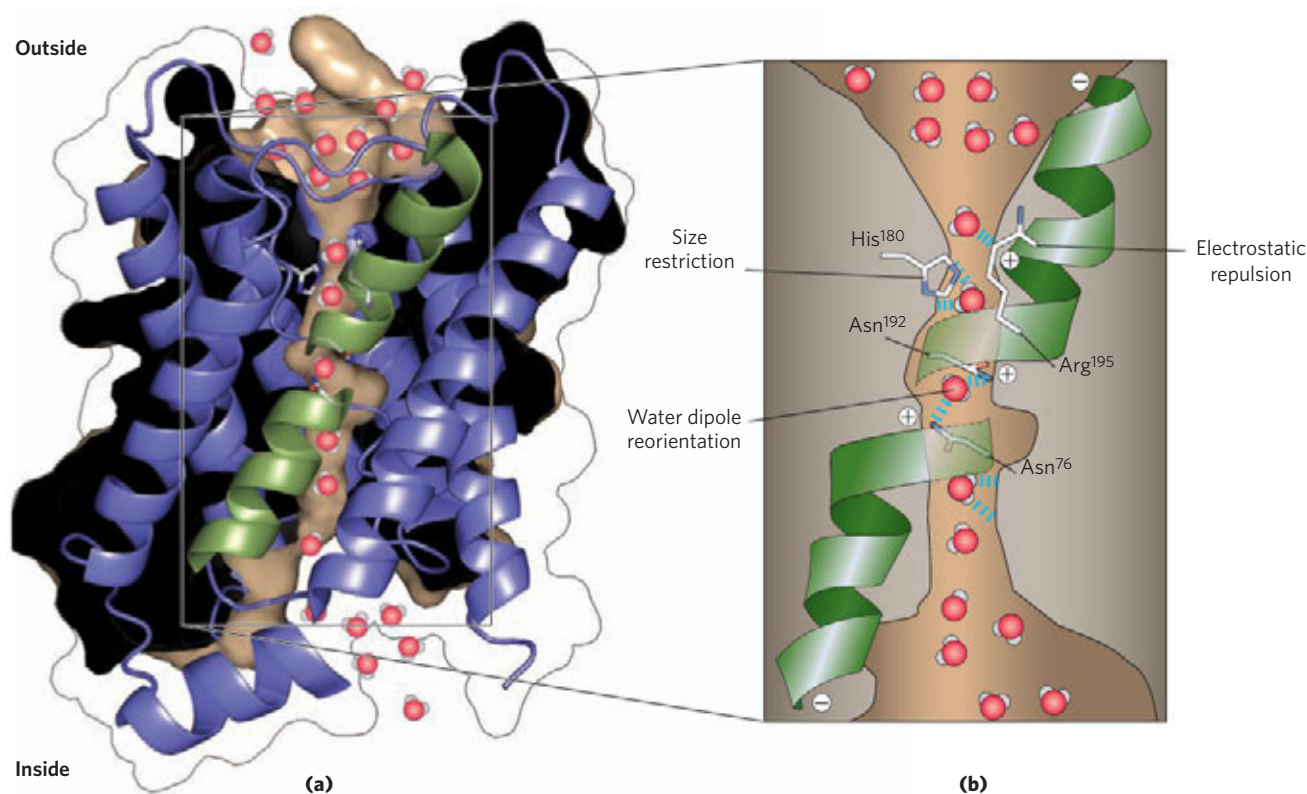 Outside
Size
restriction
His180
Electrostatic
repulsion
Asn192
Arg195
Water dipole
reorientation
Asn76
Inside
(a)
(b)
−
+
+
+
−